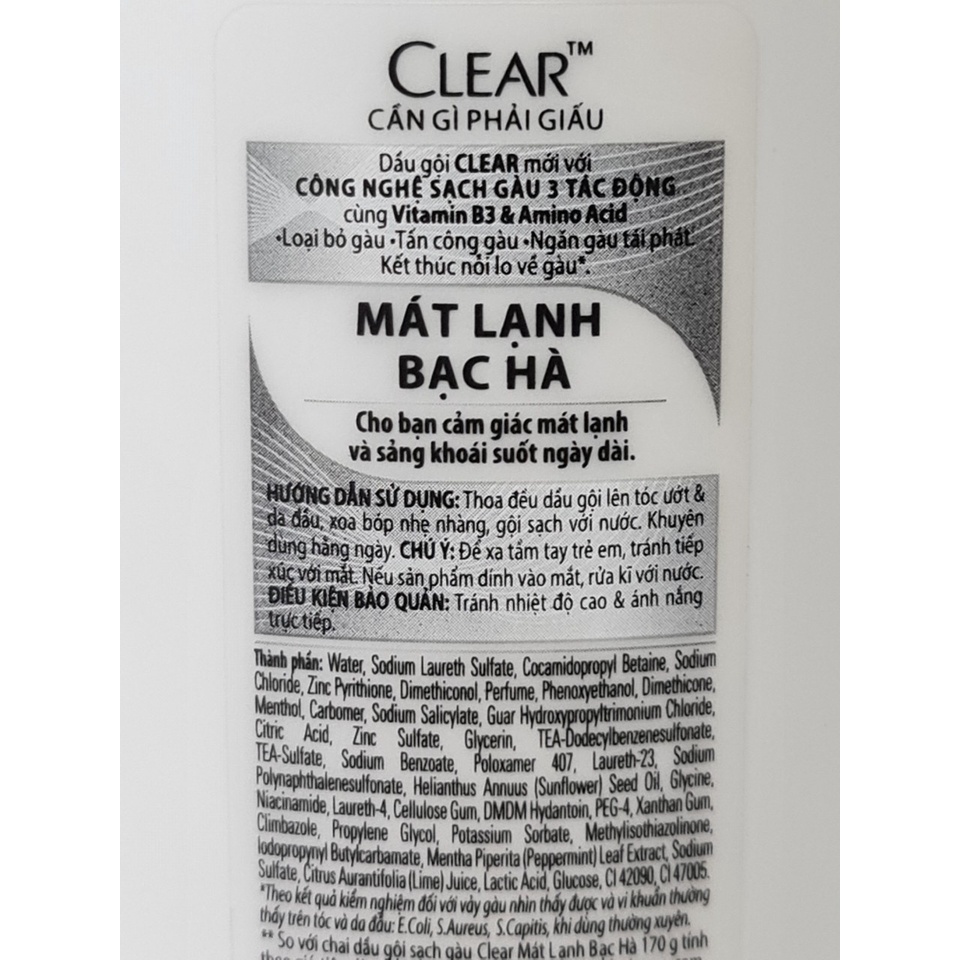 CLEAR™
CẦN GÌ PHẢI GIẤU
Dầu gội CLEAR mới với
CÔNG NGHỆ SẠCH GÀU 3 TÁC ĐỘNG
cùng Vitamin B3 & Amino Acid
•Loại bỏ gàu •Tấn công gàu •Ngăn gàu tái phát.
Kết thúc nỗi lo về gàu*.
MÁT LẠNH
BẠC HÀ
Cho bạn cảm giác mát lạnh
và sảng khoái suốt ngày dài.
HƯỚNG DẪN SỬ DỤNG: Thoa đều dầu gội lên tóc ướt &
da đầu, xoa bóp nhẹ nhàng, gội sạch với nước. Khuyên
dùng hằng ngày. CHÚ Ý: Để xa tầm tay trẻ em, tránh tiếp
xúc với mắt. Nếu sản phẩm dính vào mắt, rửa kĩ với nước.
ĐIỀU KIỆN BẢO QUẢN: Tránh nhiệt độ cao & ánh nắng
trực tiếp.
Thành phần: Water, Sodium Laureth Sulfate, Cocamidopropyl Betaine, Sodium
Chloride, Zinc Pyrithione, Dimethiconol, Perfume, Phenoxyethanol, Dimethicone,
Menthol, Carbomer, Sodium Salicylate, Guar Hydroxypropyltrimonium Chloride,
Citric Acid, Zinc Sulfate, Glycerin, TEA-Dodecylbenzenesulfonate,
TEA-Sulfate, Sodium Benzoate, Poloxamer 407, Laureth-23, Sodium
Polynaphthalenesulfonate, Helianthus Annuus (Sunflower) Seed Oil, Glycine,
Niacinamide, Laureth-4, Cellulose Gum, DMDM Hydantoin, PEG-4, Xanthan Gum,
Climbazole, Propylene Glycol, Potassium Sorbate, Methylisothiazolinone,
Iodopropynyl Butylcarbamate, Mentha Piperita (Peppermint) Leaf Extract, Sodium
Sulfate, Citrus Aurantifolia (Lime) Juice, Lactic Acid, Glucose, CI 42090, CI 47005.
*Theo kết quả kiểm nghiệm đối với vảy gàu nhìn thấy được và vi khuẩn thường
thấy trên tóc và da đầu: E.Coli, S.Aureus, S.Capitis, khi dùng thường xuyên.
** So với chai dầu gội sạch gàu Clear Mát Lạnh Bạc Hà 170 g tính